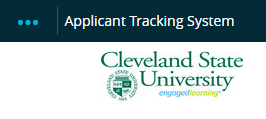 Applicant Tracking System
Cleveland State
University
engagedlearning